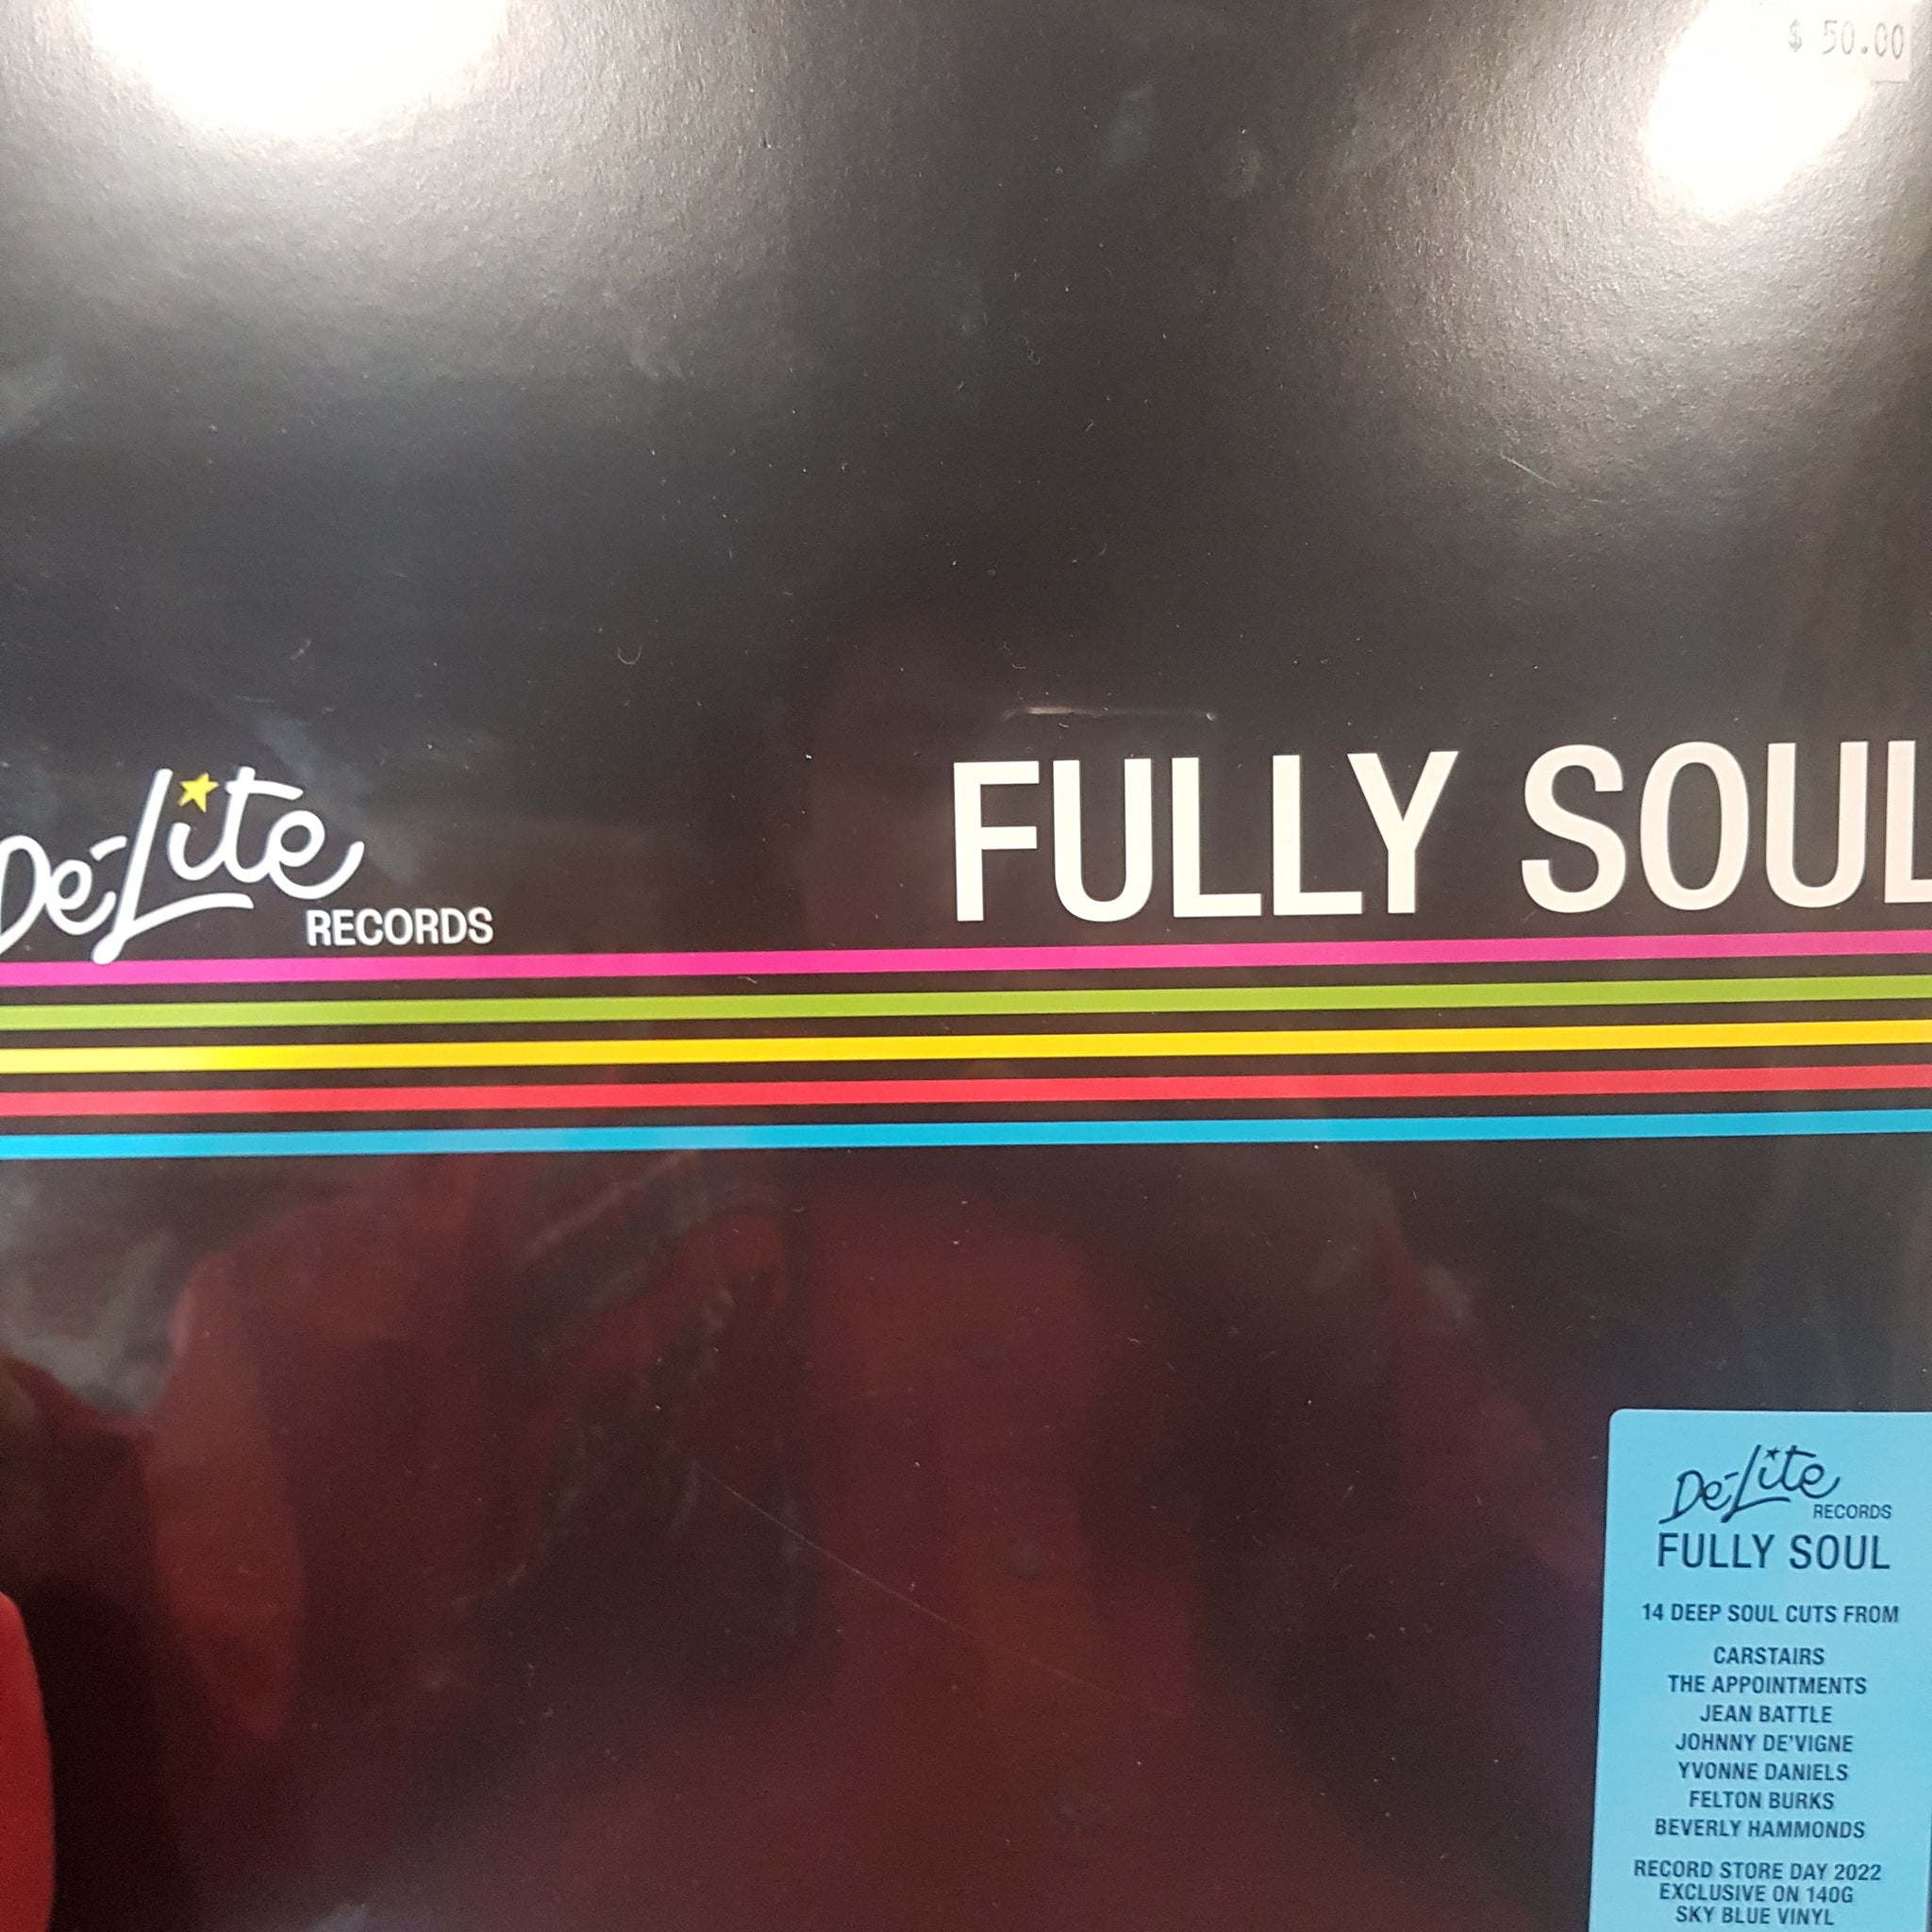 $ 50.00
De-Lite
RECORDS
FULLY SOUL
De-Lite
RECORDS
FULLY SOUL
14 DEEP SOUL CUTS FROM
CARSTAIRS
THE APPOINTMENTS
JEAN BATTLE
JOHNNY DE'VIGNE
YVONNE DANIELS
FELTON BURKS
BEVERLY HAMMONDS
RECORD STORE DAY 2022
EXCLUSIVE ON 140G
SKY BLUE VINYL